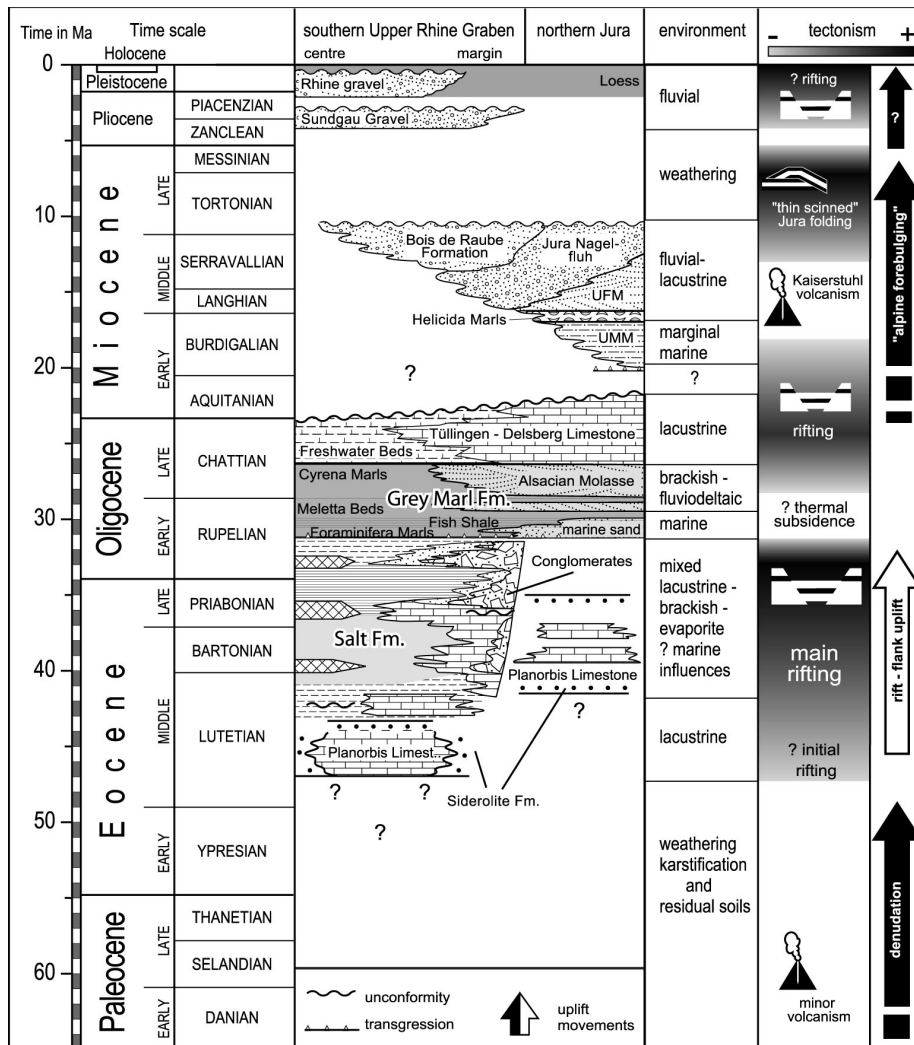 Time in Ma
Time scale
Holocene
southern Upper Rhine Graben
centre
margin
northern Jura
environment
- tectonism +
0
10
20
30
40
50
60
Pleistocene
Pliocene
PIACENZIAN
ZANCLEAN
Miocene
LATE
MIDDLE
EARLY
MESSINIAN
TORTONIAN
SERRAVALLIAN
LANGHIAN
BURDIGALIAN
AQUITANIAN
Oligocene
LATE
EARLY
CHATTIAN
RUPELIAN
Eocene
LATE
MIDDLE
EARLY
PRIABONIAN
BARTONIAN
LUTETIAN
YPRESIAN
Paleocene
LATE
EARLY
THANETIAN
SELANDIAN
DANIAN
Rhine gravel
Loess
Sundgau Gravel
Bois de Raube
Formation
Jura Nagel-
fluh
UFM
Helicida Marls
UMM
?
Tüllingen - Delsberg Limestone
Freshwater Beds
Cyrena Marls
Alsacian Molasse
Grey Marl Fm.
Meletta Beds
Fish Shale
Foraminifera Marls
marine sand
Conglomerates
Salt Fm.
Planorbis Limestone
?
Planorbis Limest.
Siderolite Fm.
? ?
?
unconformity
transgression
uplift
movements
fluvial
weathering
fluvial-
lacustrine
marginal
marine
?
lacustrine
brackish -
fluviodeltaic
marine
mixed
lacustrine -
brackish -
evaporite
? marine
influences
lacustrine
weathering
karstification
and
residual soils
? rifting
"thin scinned"
Jura folding
Kaiserstuhl
volcanism
rifting
? thermal
subsidence
main
rifting
? initial
rifting
minor
volcanism
?
"alpine forebulging"
rift - flank uplift
denudation